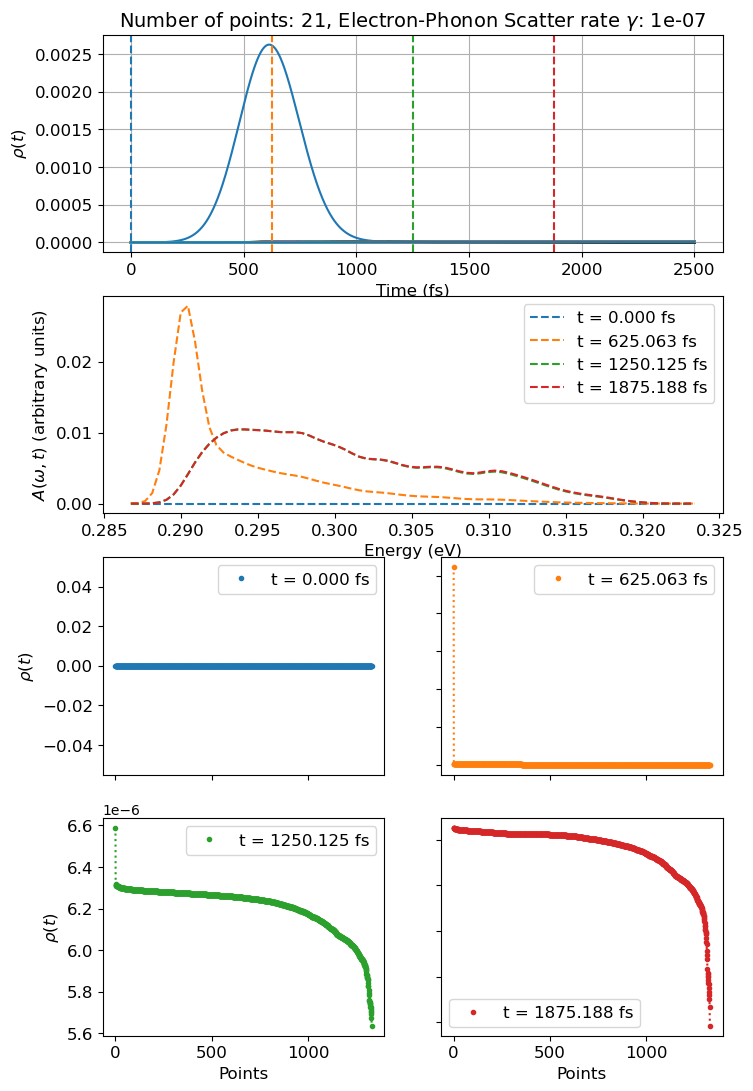 Number of points: 21, Electron-Phonon Scatter rate γ: 1e-07
0.0025
0.0020
0.0015
0.0010
0.0005
0.0000
ρ(t)
0 500 1000 1500 2000 2500
Time (fs)
A(ω, t) (arbitrary units)
0.02
0.01
0.00
t = 0.000 fs
t = 625.063 fs
t = 1250.125 fs
t = 1875.188 fs
0.285 0.290 0.295 0.300 0.305 0.310 0.315 0.320 0.325
Energy (eV)
0.04
0.02
0.00
−0.02
−0.04
ρ(t)
t = 0.000 fs
t = 625.063 fs
1e−6
6.6
6.4
6.2
6.0
5.8
5.6
ρ(t)
t = 1250.125 fs
0 500 1000
Points
t = 1875.188 fs
0 500 1000
Points